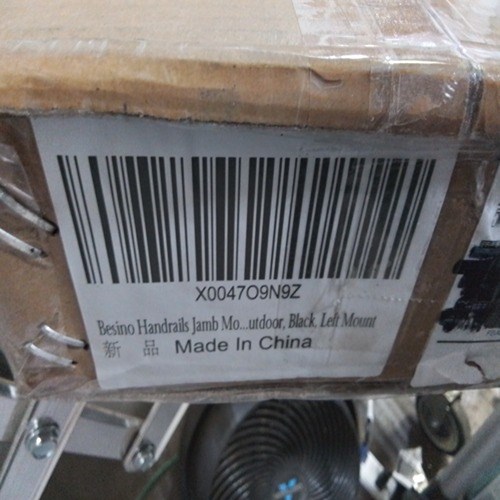 X0047O9N9Z
Besino Handrails Jamb Mo...utdoor, Black, Left Mount
新 品 Made In China